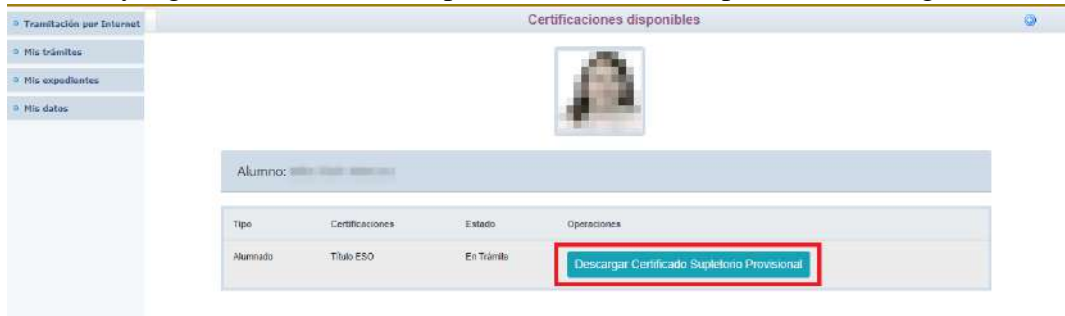 Certificaciones disponibles
Tramitación por Internet
Mis trámites
Mis expedientes
Mis datos
Alumno:
Tipo Certificaciones Estado Operaciones
Alumnado Título ESO En Trámite Descargar Certificado Supletorio Provisional